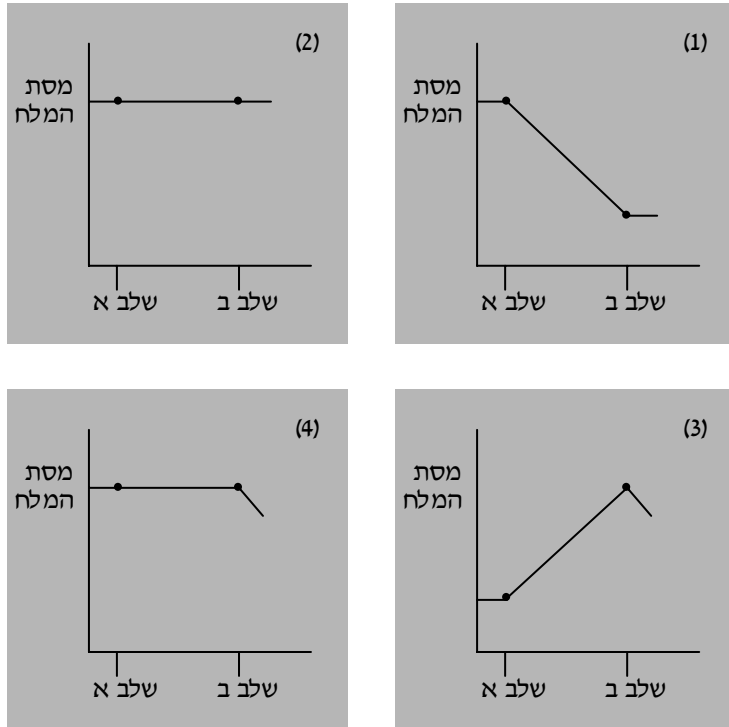 (1)
מסת
המלח
שלב א
שלב ב
(2)
מסת
המלח
שלב א
שלב ב
(3)
מסת
המלח
שלב א
שלב ב
(4)
מסת
המלח
שלב א
שלב ב